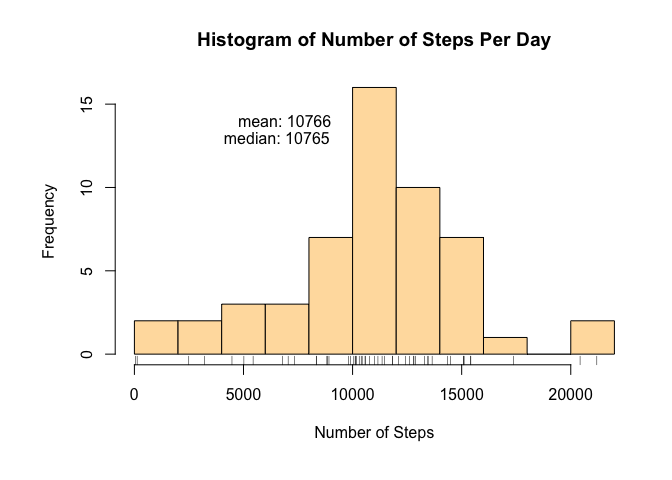 Histogram of Number of Steps Per Day
mean: 10766
median: 10765
Frequency
15
10
5
0
0 5000 10000 15000 20000
Number of Steps